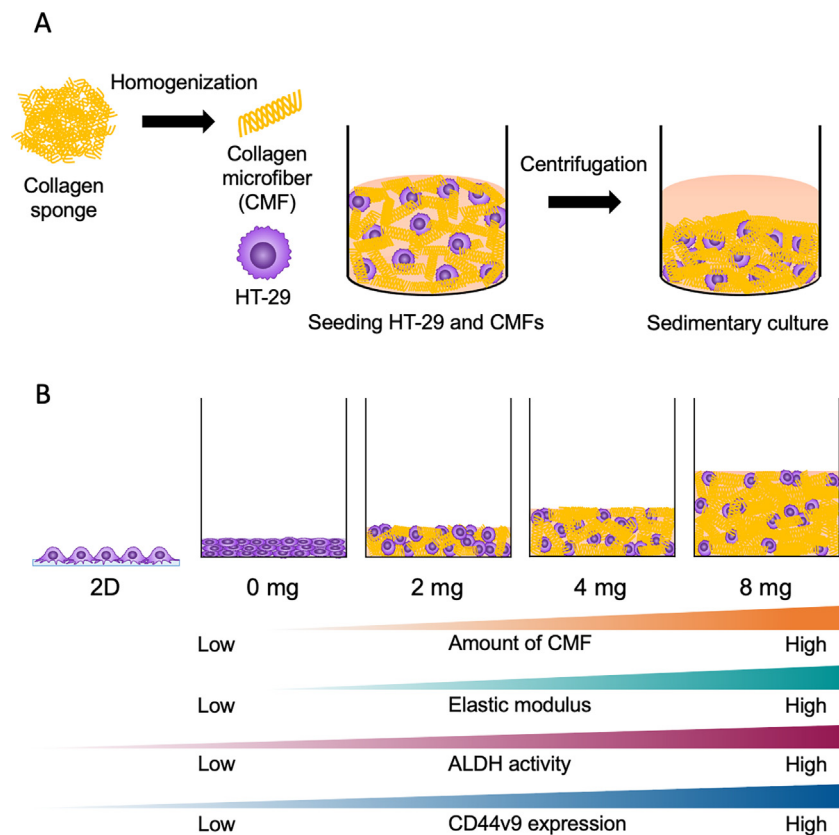 A
Homogenization
Collagen
sponge
Collagen
microfiber
(CMF)
HT-29
Centrifugation
Seeding HT-29 and CMFs
Sedimentary culture
B
2D 0 mg 2 mg 4 mg 8 mg
Low Amount of CMF High
Low Elastic modulus High
Low ALDH activity High
Low CD44v9 expression High